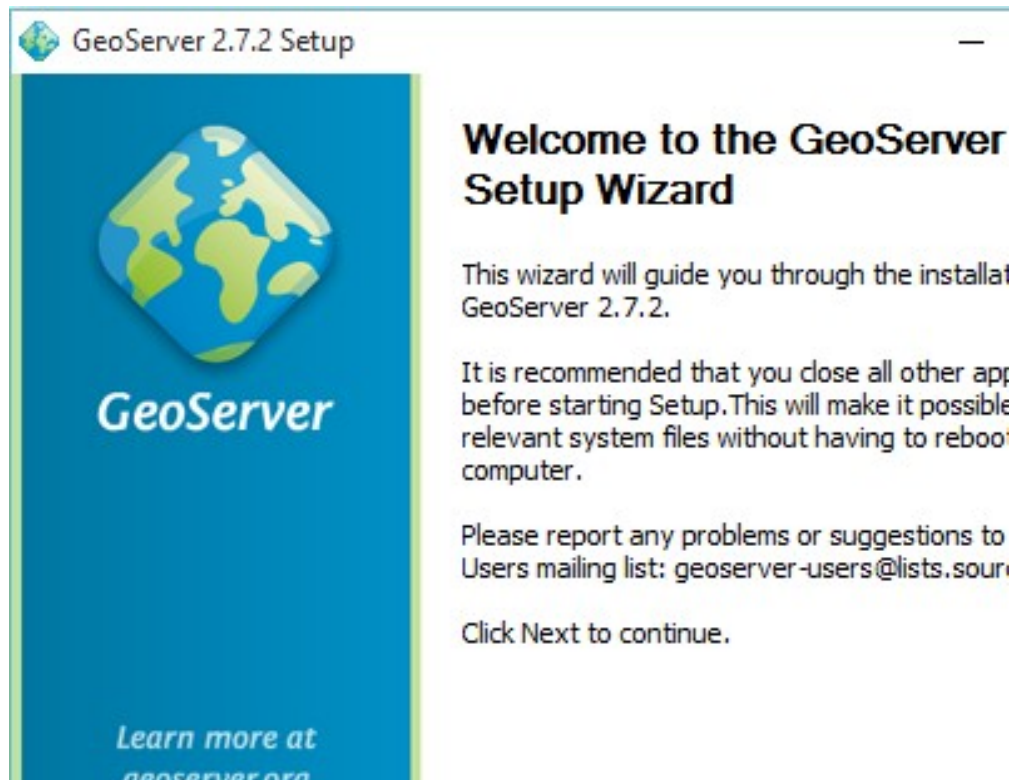 GeoServer 2.7.2 Setup
Welcome to the GeoServer
Setup Wizard
This wizard will guide you through the installat
GeoServer 2.7.2.
It is recommended that you close all other app
before starting Setup.This will make it possible
relevant system files without having to reboot
computer.
Please report any problems or suggestions to
Users mailing list: geoserver-users@lists.sour
Click Next to continue.
GeoServer
Learn more at
geoserver.org